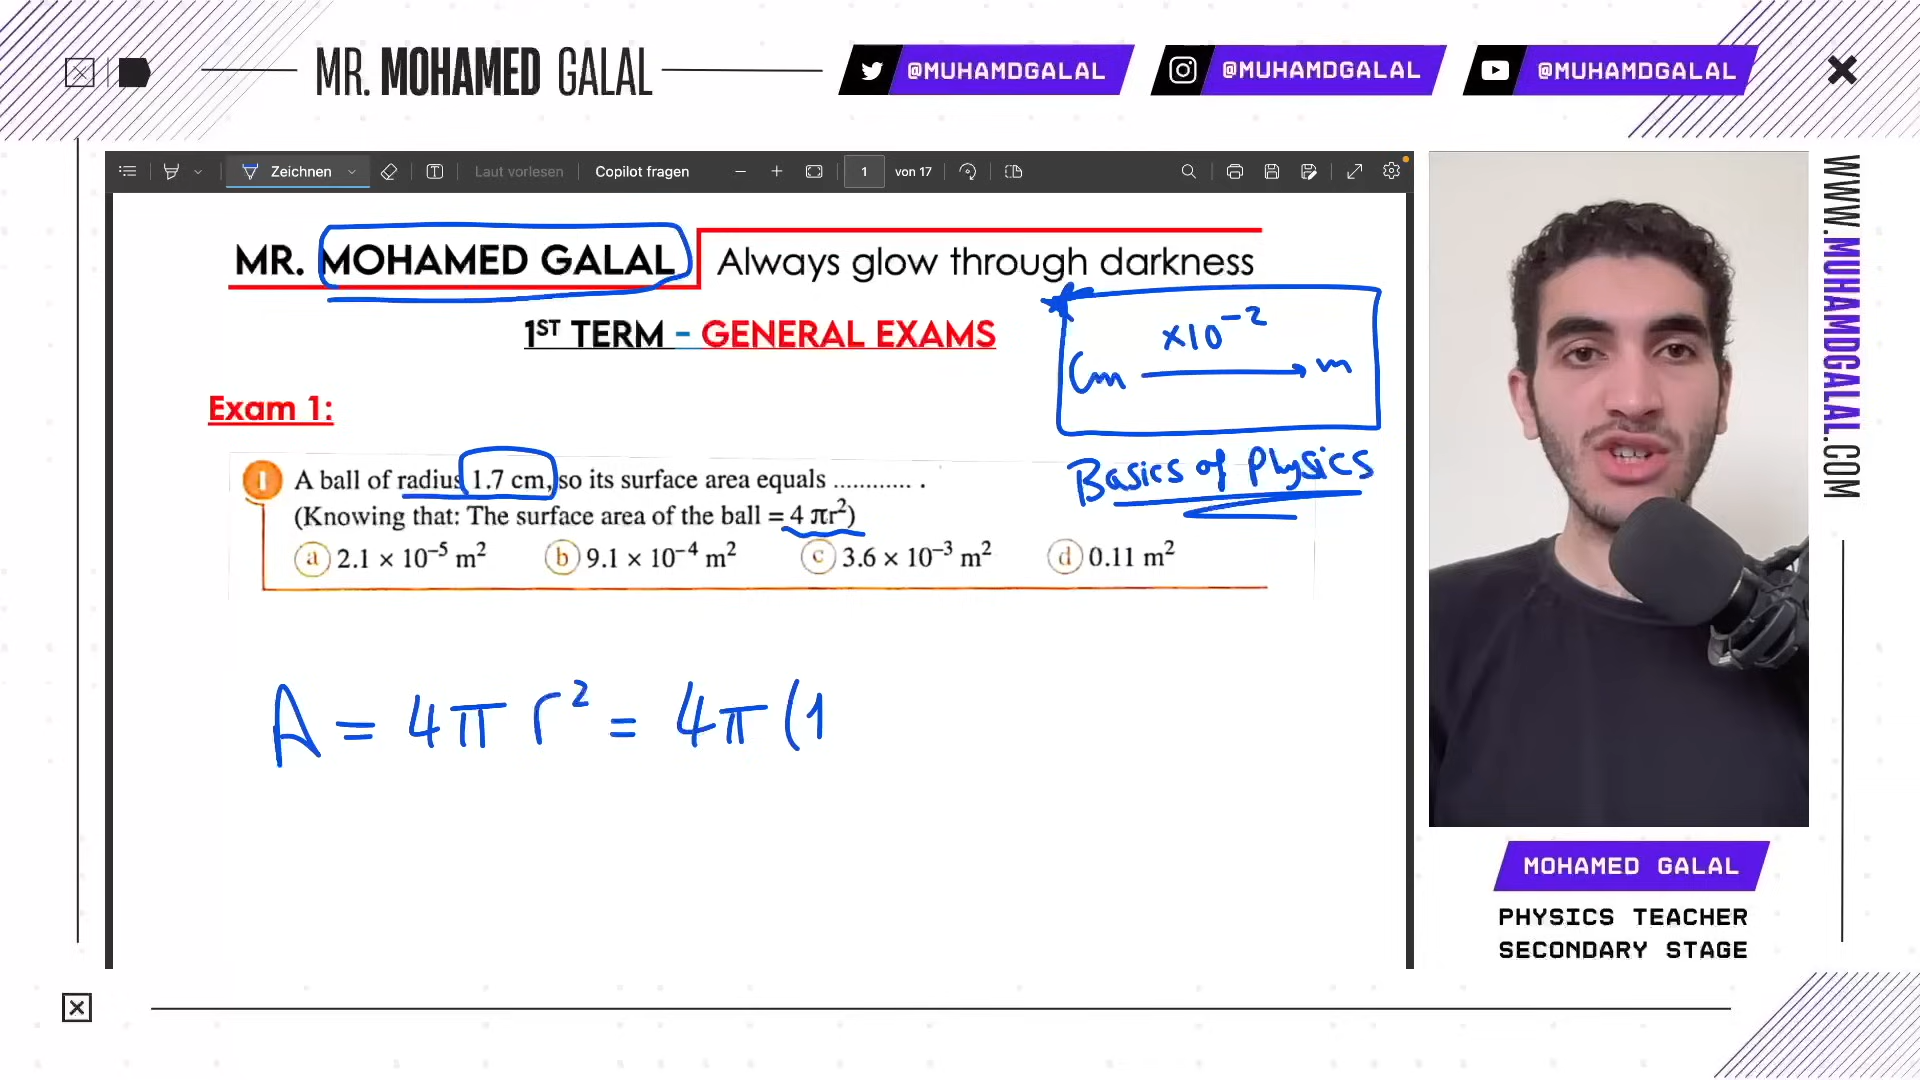 MR. MOHAMED GALAL
@MUHAMDGALAL
@MUHAMDGALAL
@MUHAMDGALAL
Zeichnen
Laut vorlesen
Copilot fragen
1
von 17
MR. MOHAMED GALAL
Always glow through darkness
1ST TERM - GENERAL EXAMS
×10⁻²
Cm → m
Basics of Physics
Exam 1:
1 A ball of radius 1.7 cm, so its surface area equals ............ .
(Knowing that: The surface area of the ball = 4 πr²)
a 2.1 × 10⁻⁵ m² b 9.1 × 10⁻⁴ m² c 3.6 × 10⁻³ m² d 0.11 m²
A = 4π r² = 4π (1
WWW.MUHAMDGALAL.COM
MOHAMED GALAL
PHYSICS TEACHER
SECONDARY STAGE